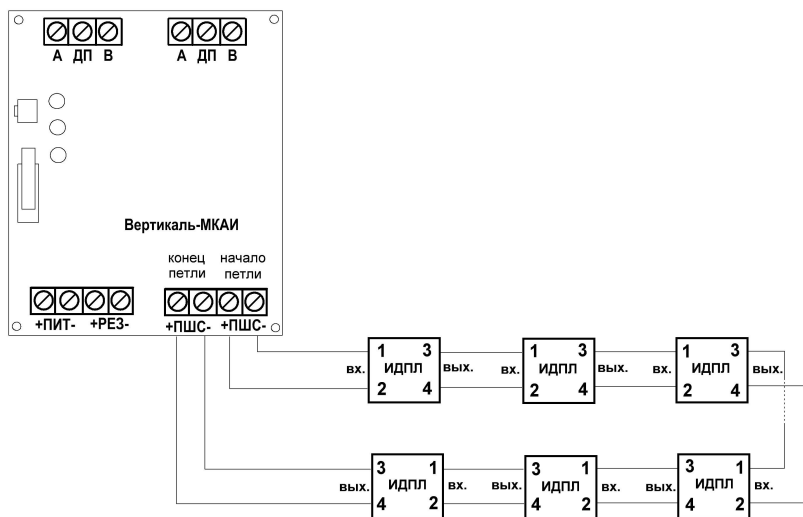 А ДП В
А ДП В
Вертикаль-МКАИ
конец начало
петли петли
+ПИТ- +РЕЗ- +ПШС- +ПШС-
1 3 1 3 1 3
вх. ИДПЛ вых. вх. ИДПЛ вых. вх. ИДПЛ вых.
2 4 2 4 2 4
3 1 3 1 3 1
вых. ИДПЛ вх. вых. ИДПЛ вх. вых. ИДПЛ вх.
4 2 4 2 4 2